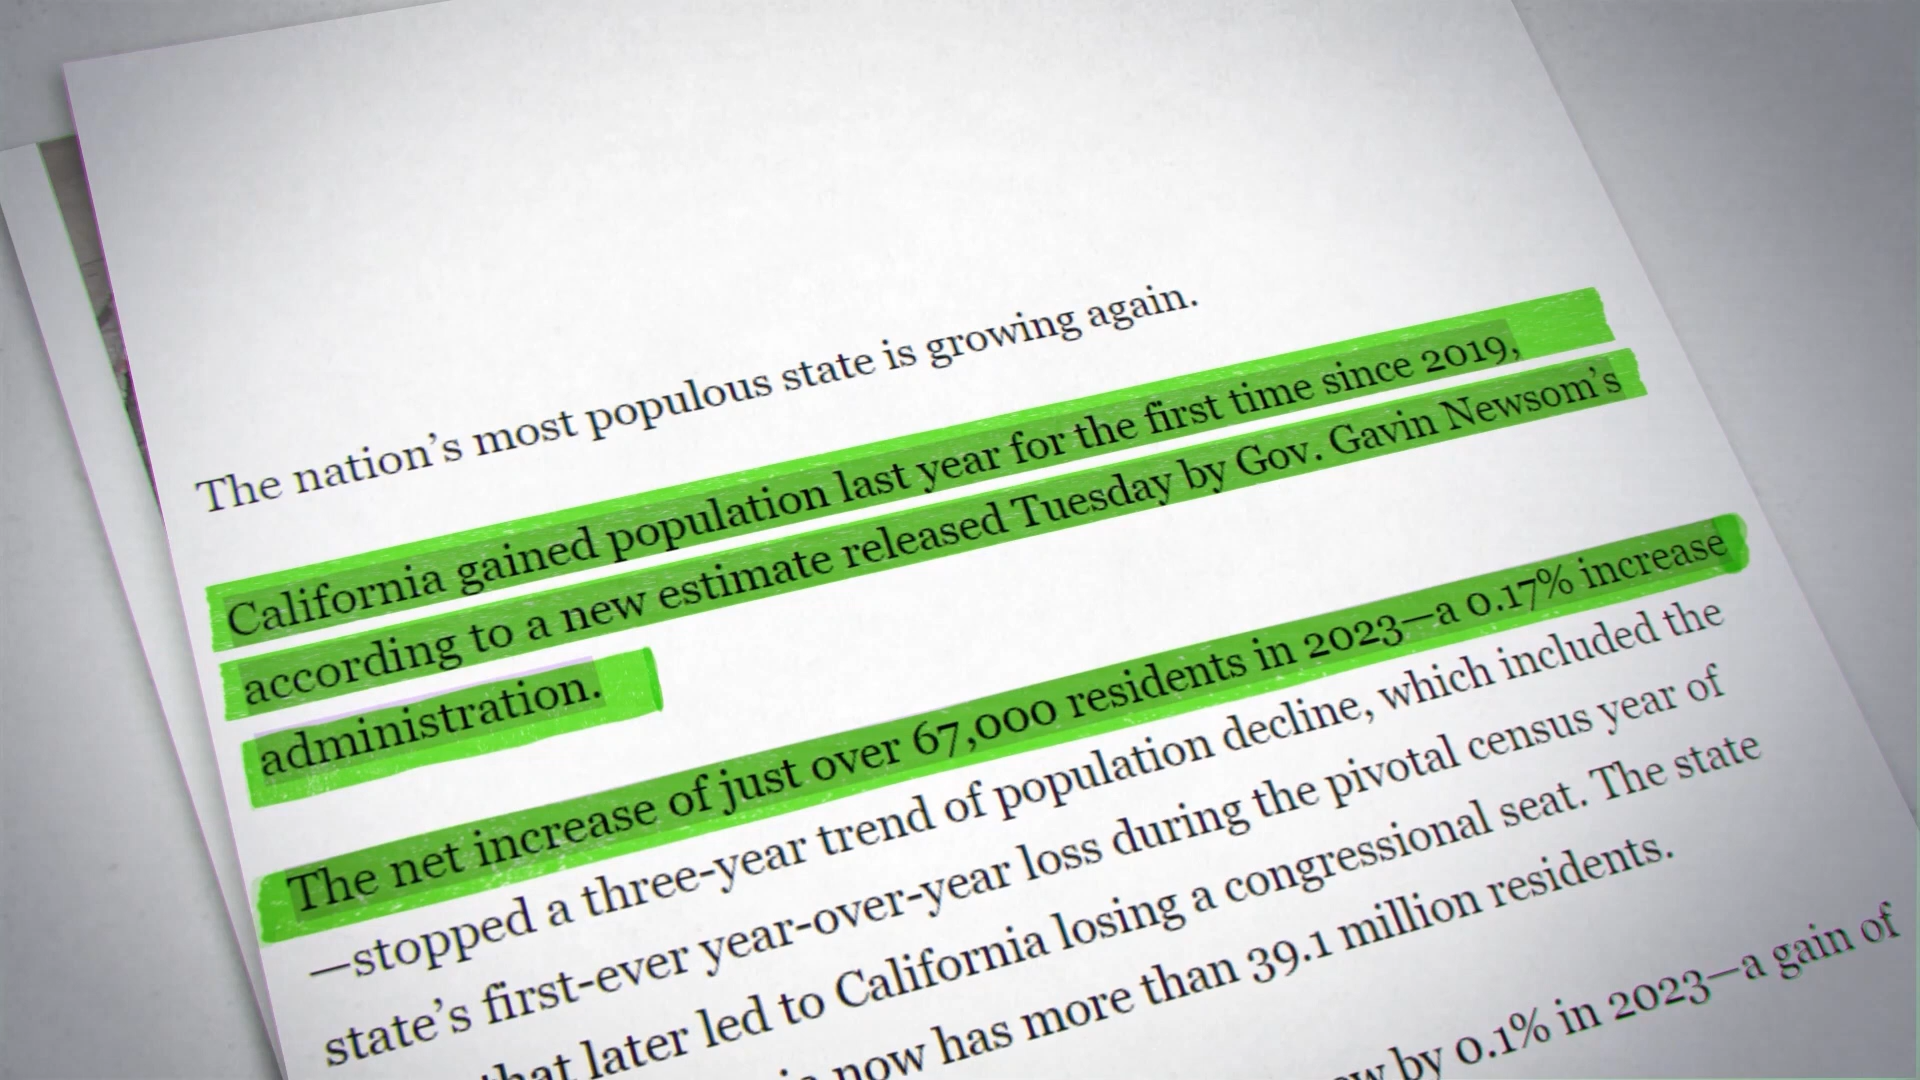 The nation’s most populous state is growing again.
California gained population last year for the first time since 2019,
according to a new estimate released Tuesday by Gov. Gavin Newsom’s
administration.
The net increase of just over 67,000 residents in 2023—a 0.17% increase
—stopped a three-year trend of population decline, which included the
state’s first-ever year-over-year loss during the pivotal census year of
that later led to California losing a congressional seat. The state
now has more than 39.1 million residents.
by 0.1% in 2023—a gain of